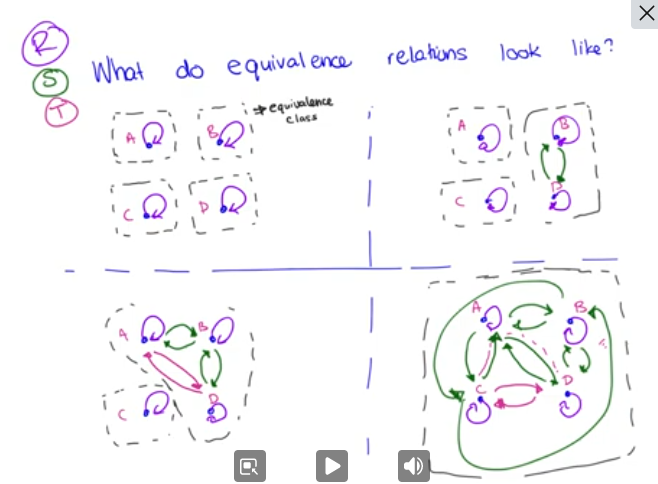 R
S
T
What do equivalence relations look like?
→ equivalence
class
A
B
C
D
A
B
C
D
A
B
C
D
A
B
C
D